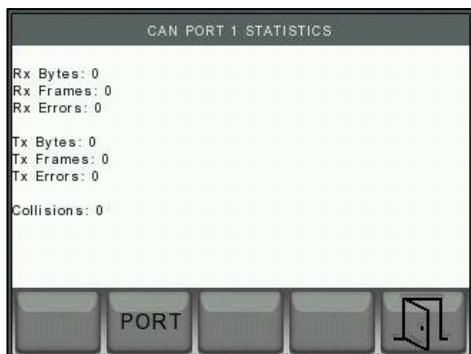 CAN PORT 1 STATISTICS
Rx Bytes: 0
Rx Frames: 0
Rx Errors: 0
Tx Bytes: 0
Tx Frames: 0
Tx Errors: 0
Collisions: 0
PORT